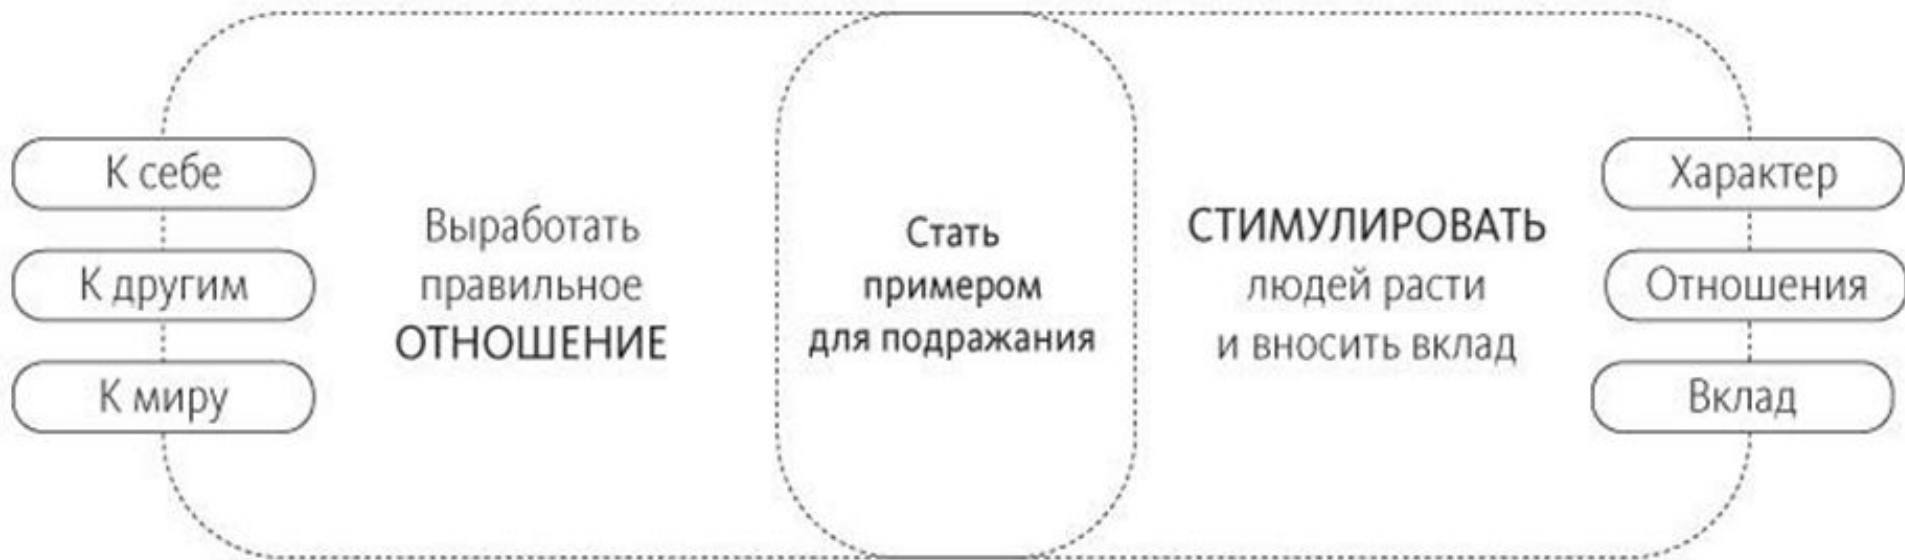 К себе
К другим
К миру
Выработать
правильное
ОТНОШЕНИЕ
Стать
примером
для подражания
СТИМУЛИРОВАТЬ
людей расти
и вносить вклад
Характер
Отношения
Вклад